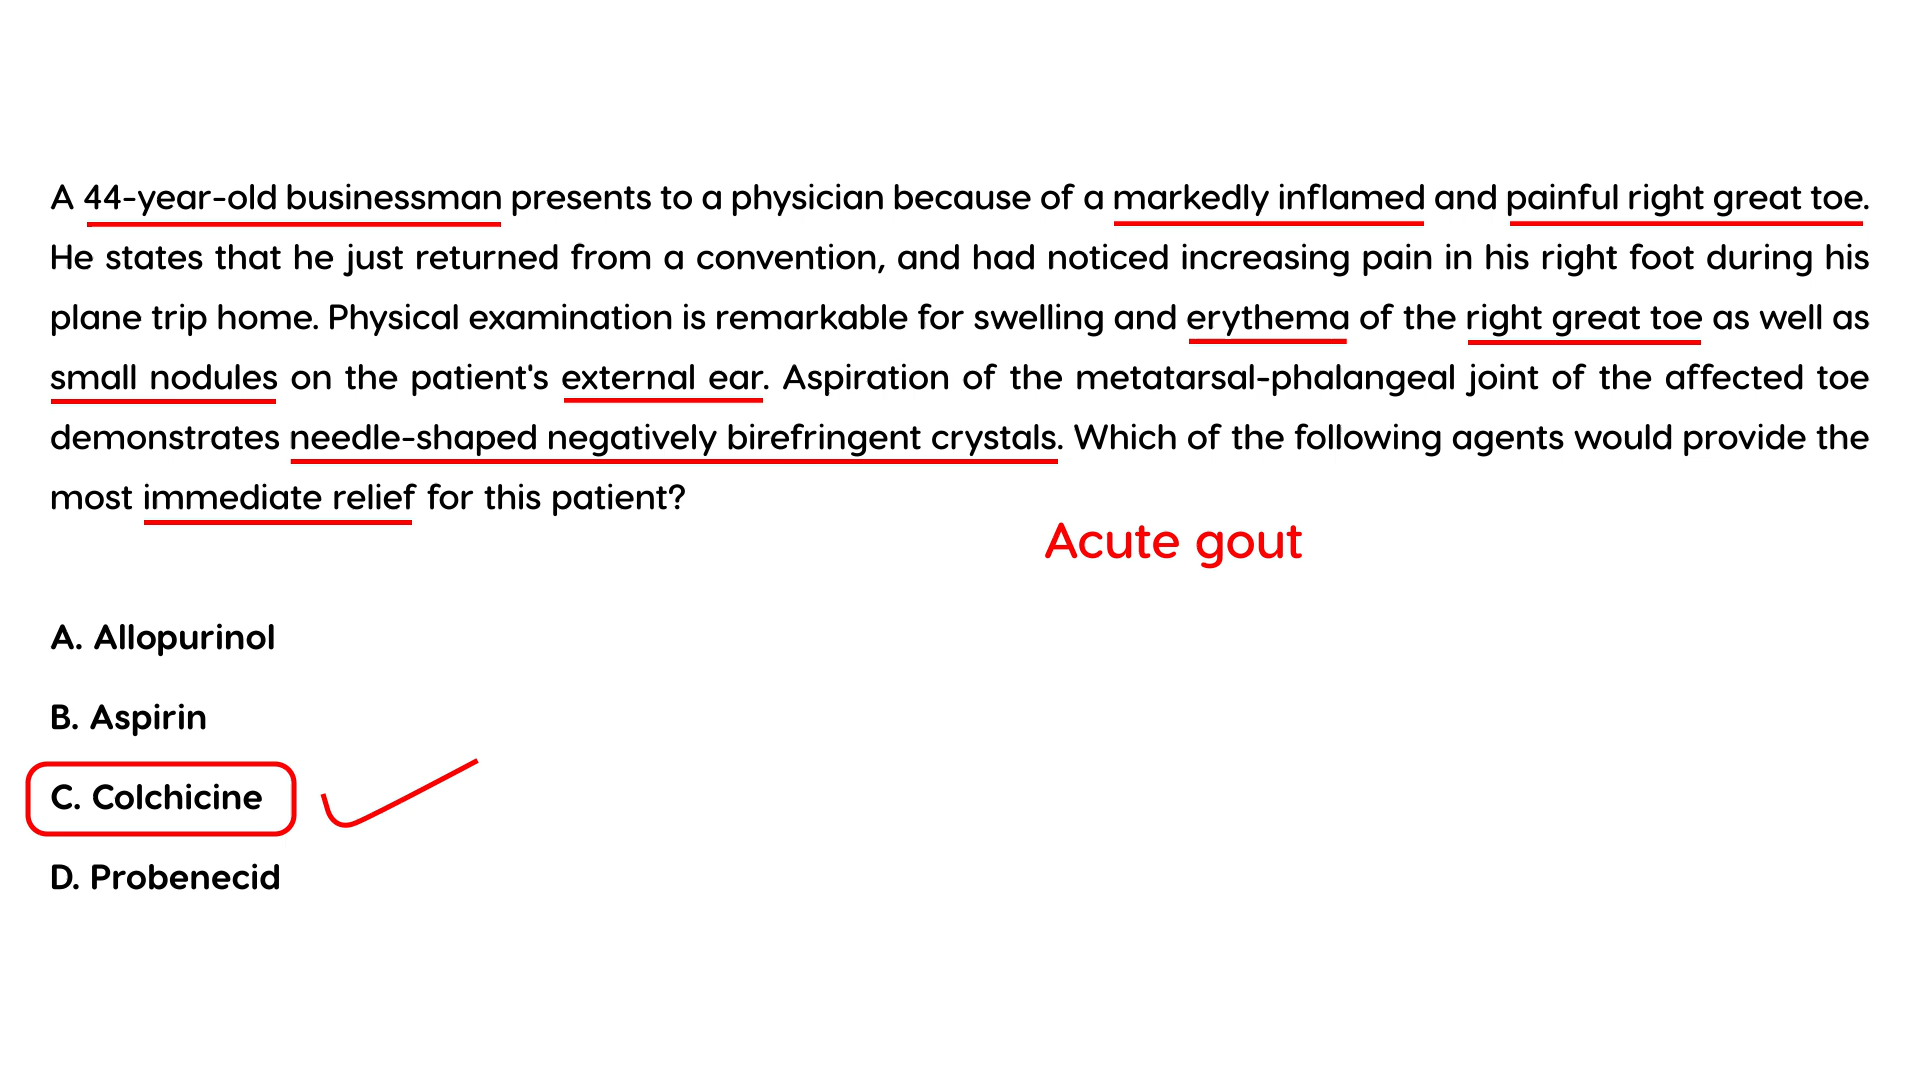 A 44-year-old businessman presents to a physician because of a markedly inflamed and painful right great toe.
He states that he just returned from a convention, and had noticed increasing pain in his right foot during his
plane trip home. Physical examination is remarkable for swelling and erythema of the right great toe as well as
small nodules on the patient's external ear. Aspiration of the metatarsal-phalangeal joint of the affected toe
demonstrates needle-shaped negatively birefringent crystals. Which of the following agents would provide the
most immediate relief for this patient?
Acute gout
A. Allopurinol
B. Aspirin
C. Colchicine
D. Probenecid